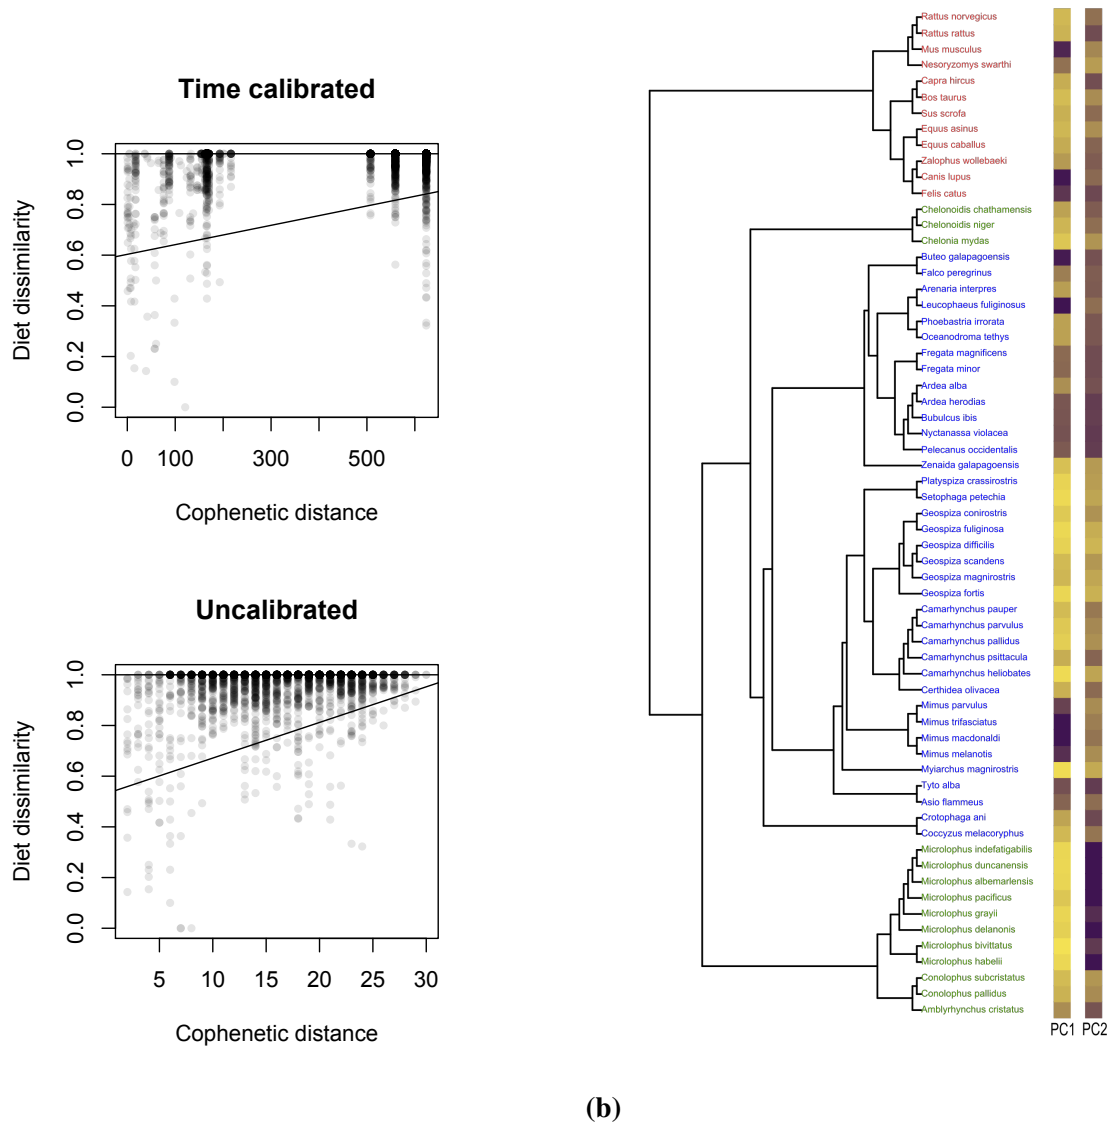 Time calibrated
Diet dissimilarity
1.0
0.8
0.6
0.4
0.2
0.0
0
100
300
500
Cophenetic distance
Uncalibrated
Diet dissimilarity
1.0
0.8
0.6
0.4
0.2
0.0
5
10
15
20
25
30
Cophenetic distance
Rattus norvegicus
Rattus rattus
Mus musculus
Nesoryzomys swarthi
Capra hircus
Bos taurus
Sus scrofa
Equus asinus
Equus caballus
Zalophus wollebaeki
Canis lupus
Felis catus
Chelonoidis chathamensis
Chelonoidis niger
Chelonia mydas
Buteo galapagoensis
Falco peregrinus
Arenaria interpres
Leucophaeus fuliginosus
Phoebastria irrorata
Oceanodroma tethys
Fregata magnificens
Fregata minor
Ardea alba
Ardea herodias
Bubulcus ibis
Nyctanassa violacea
Pelecanus occidentalis
Zenaida galapagoensis
Platyspiza crassirostris
Setophaga petechia
Geospiza conirostris
Geospiza fuliginosa
Geospiza difficilis
Geospiza scandens
Geospiza magnirostris
Geospiza fortis
Camarhynchus pauper
Camarhynchus parvulus
Camarhynchus pallidus
Camarhynchus psittacula
Camarhynchus heliobates
Certhidea olivacea
Mimus parvulus
Mimus trifasciatus
Mimus macdonaldi
Mimus melanotis
Myiarchus magnirostris
Tyto alba
Asio flammeus
Crotophaga ani
Coccyzus melacoryphus
Microlophus indefatigabilis
Microlophus duncanensis
Microlophus albemarlensis
Microlophus pacificus
Microlophus grayii
Microlophus delanonis
Microlophus bivittatus
Microlophus habelii
Conolophus subcristatus
Conolophus pallidus
Amblyrhynchus cristatus
PC1 PC2
(b)